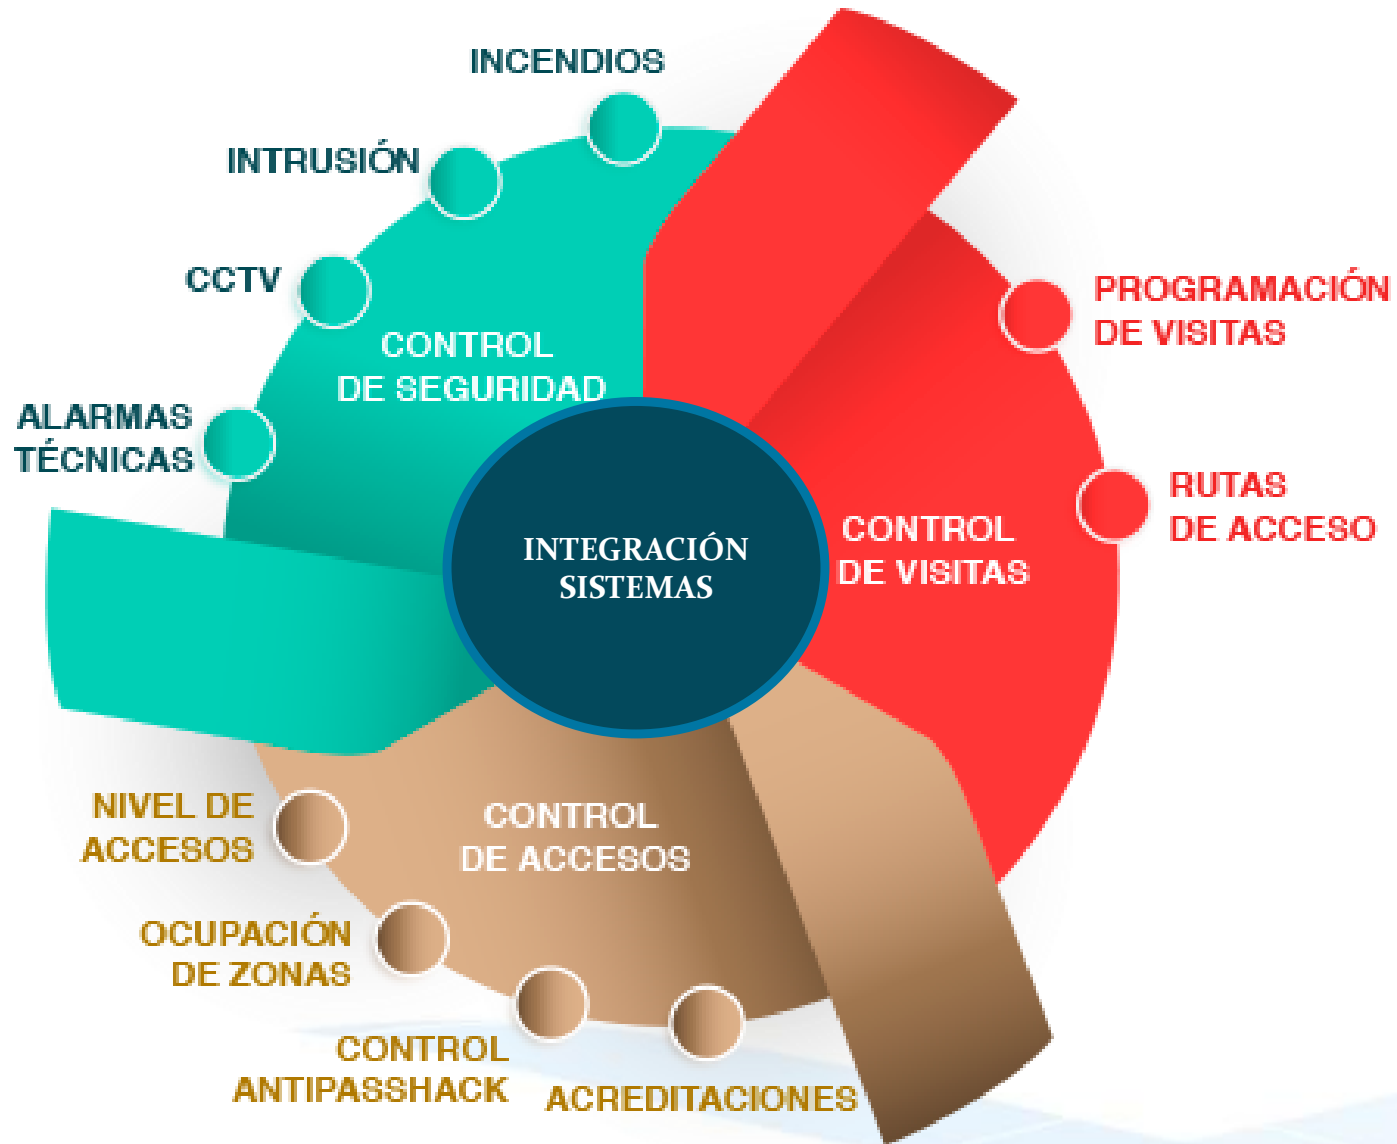 INCENDIOS
INTRUSIÓN
CCTV
ALARMAS
TÉCNICAS
CONTROL
DE SEGURIDAD
PROGRAMACIÓN
DE VISITAS
RUTAS
DE ACCESO
CONTROL
DE VISITAS
INTEGRACIÓN
SISTEMAS
CONTROL
DE ACCESOS
NIVEL DE
ACCESOS
OCUPACIÓN
DE ZONAS
CONTROL
ANTIPASSHACK
ACREDITACIONES